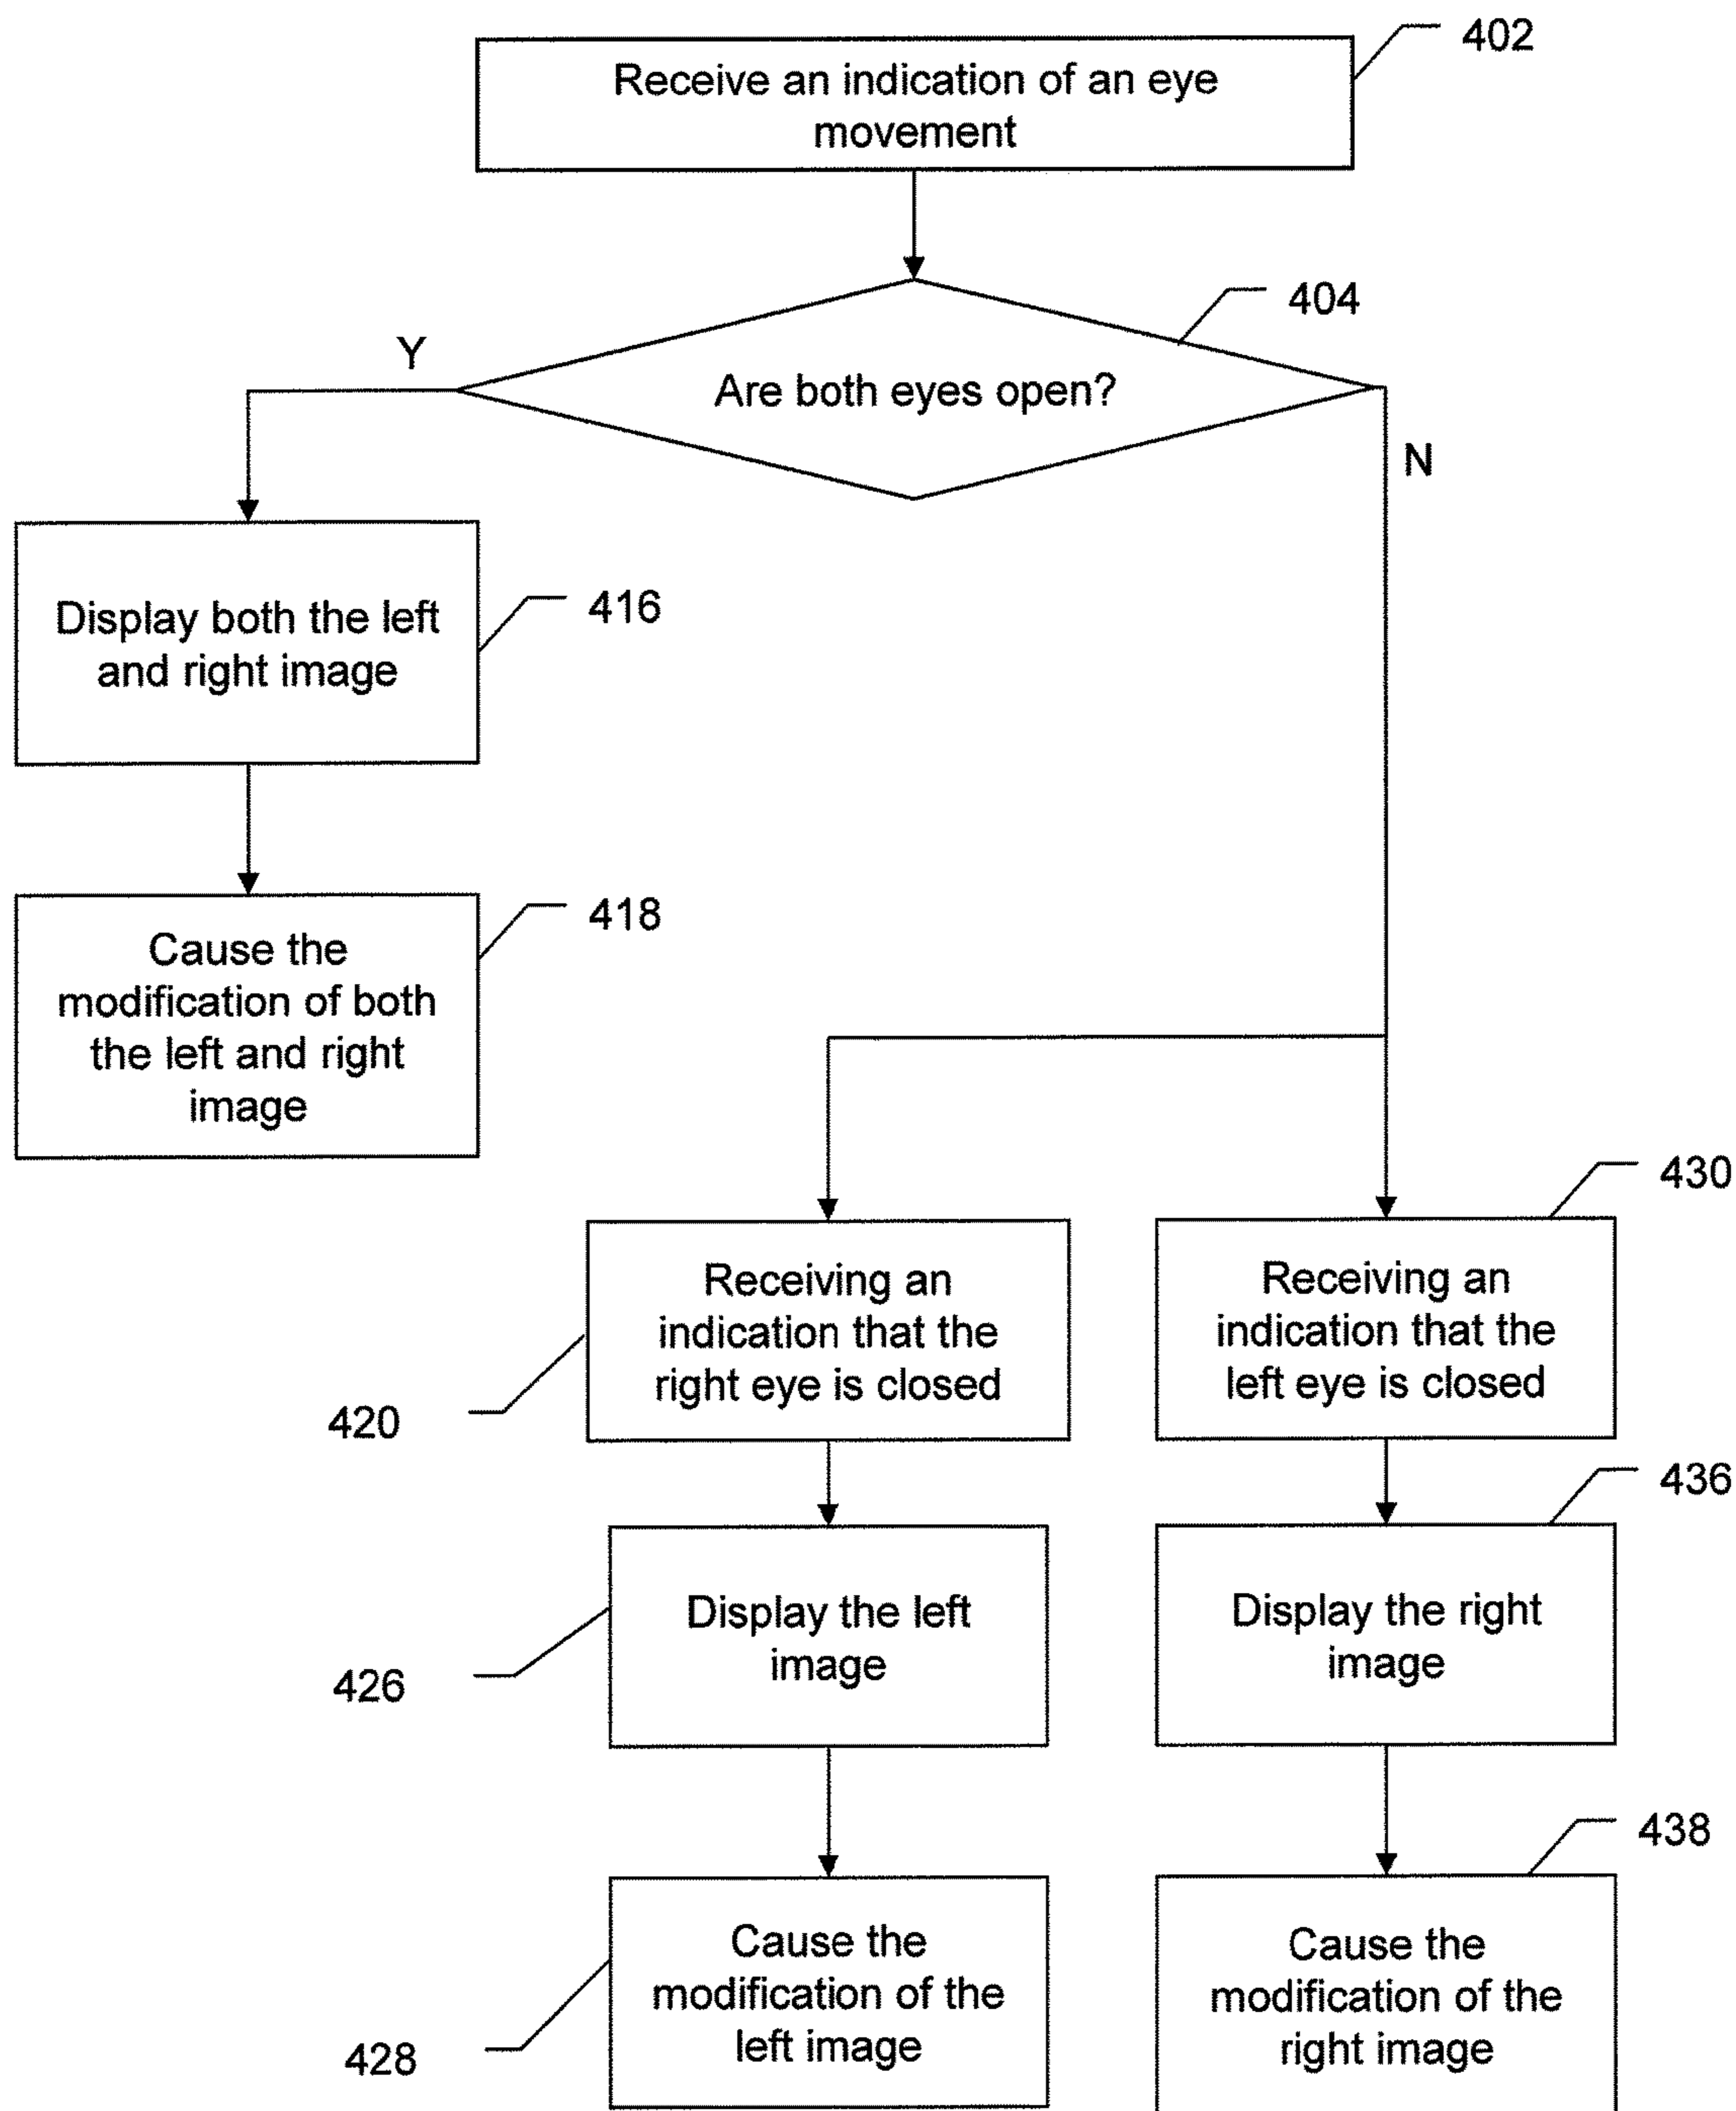 402
Receive an indication of an eye
movement
404
Y
Are both eyes open?
N
Display both the left
and right image
416
Cause the
modification of both
the left and right
image
418
430
Receiving an
indication that the
right eye is closed
420
Receiving an
indication that the
left eye is closed
436
Display the left
image
426
Display the right
image
438
Cause the
modification of the
left image
428
Cause the
modification of the
right image